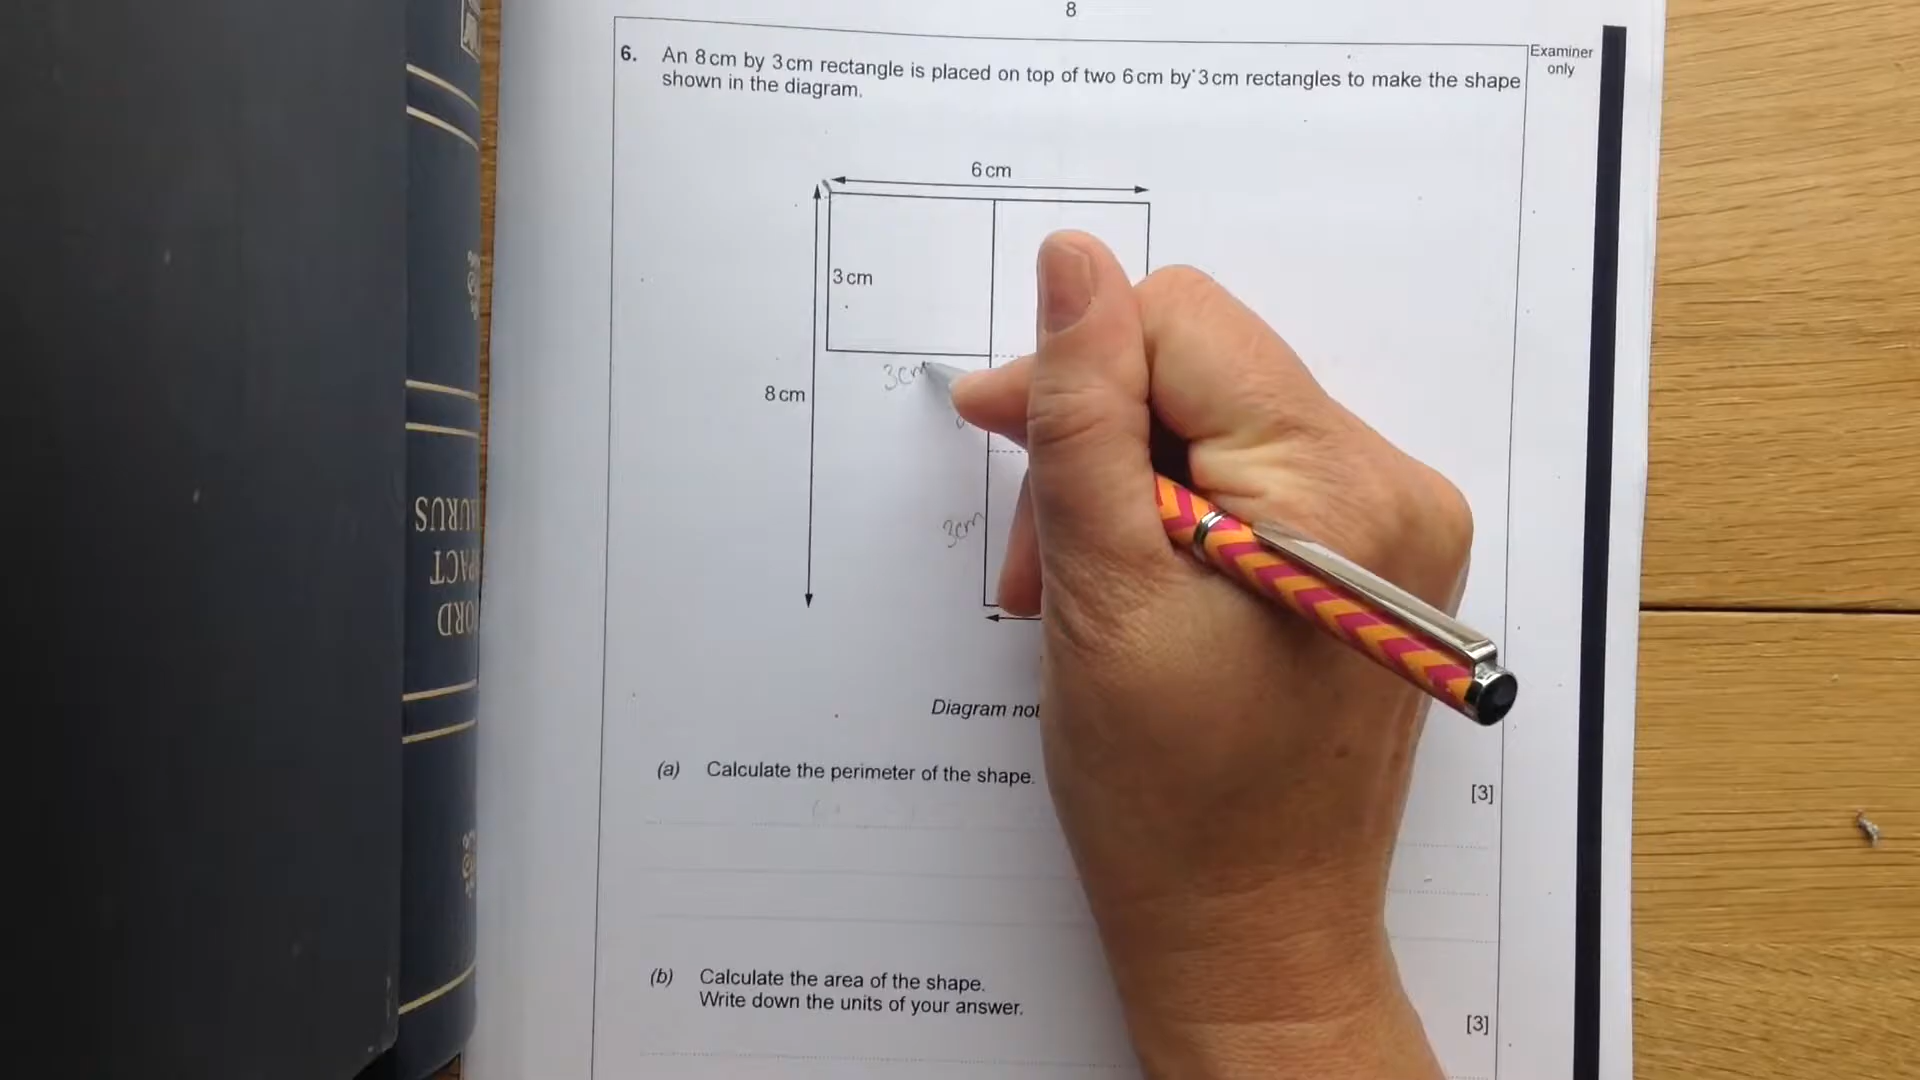 8
Examiner
only
6. An 8 cm by 3 cm rectangle is placed on top of two 6 cm by 3 cm rectangles to make the shape
shown in the diagram.
6 cm
3 cm
3cm
8 cm
3cm
Diagram not
(a) Calculate the perimeter of the shape.
[3]
(b) Calculate the area of the shape.
Write down the units of your answer.
[3]
AURUS
PACT
ORD